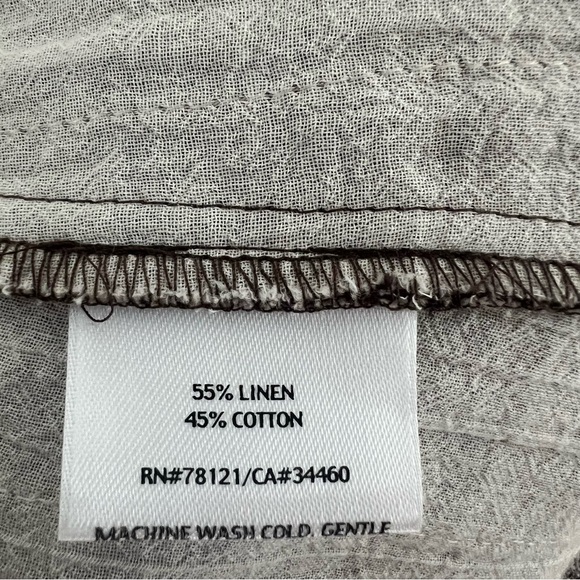 55% LINEN
45% COTTON
RN#78121/CA#34460
MACHINE WASH COLD, GENTLE